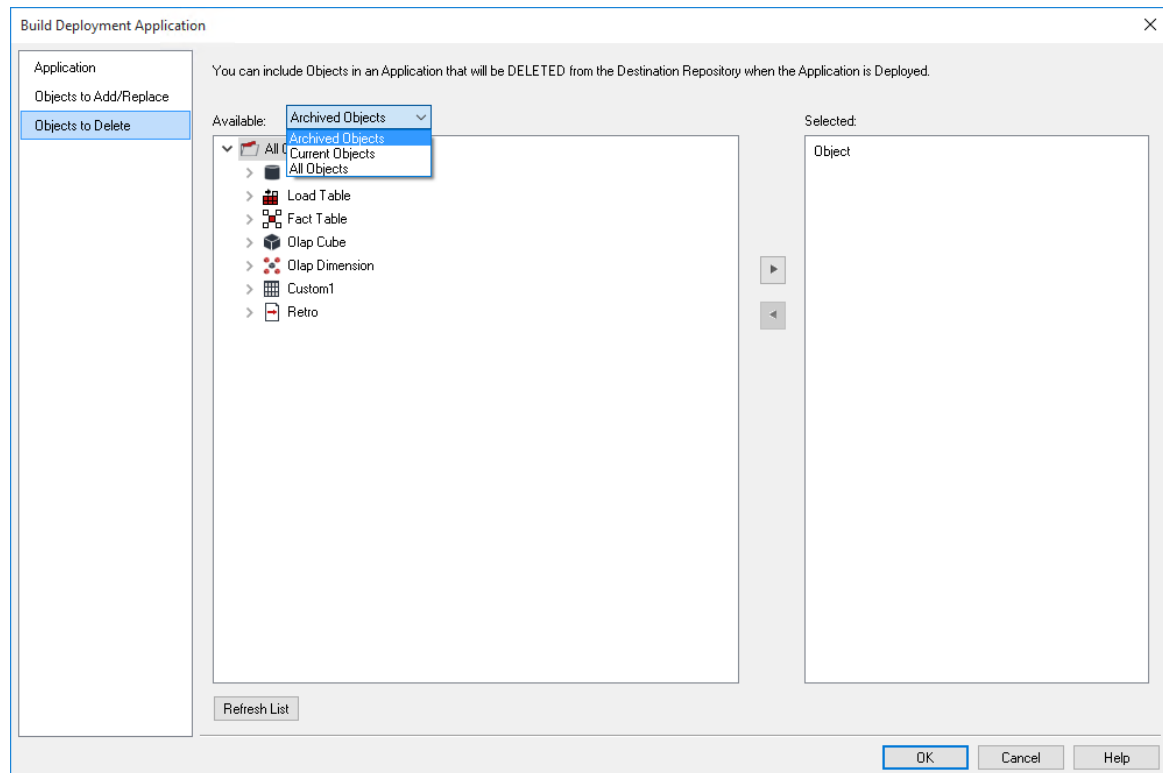 Build Deployment Application
Application
Objects to Add/Replace
Objects to Delete
You can include Objects in an Application that will be DELETED from the Destination Repository when the Application is Deployed.
Available:
Archived Objects
Archived Objects
Current Objects
All Objects
All
Load Table
Fact Table
Olap Cube
Olap Dimension
Custom1
Retro
Selected:
Object
Refresh List
OK
Cancel
Help